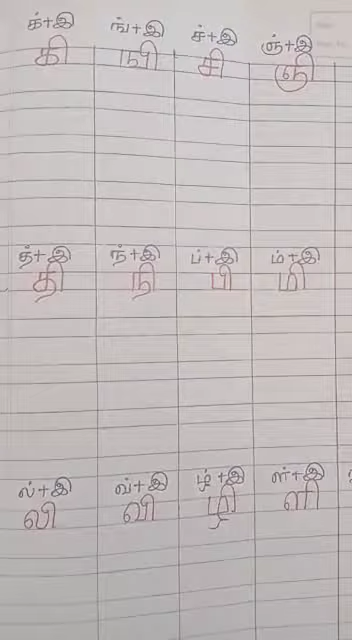 க்+இ ங்+இ ச்+இ ஞ்+இ
கி ஙி சி ஞி
த்+இ ந்+இ ப்+இ ம்+இ
தி நி பி மி
ல்+இ வ்+இ ழ்+இ ள்+இ
லி வி ழி ளி